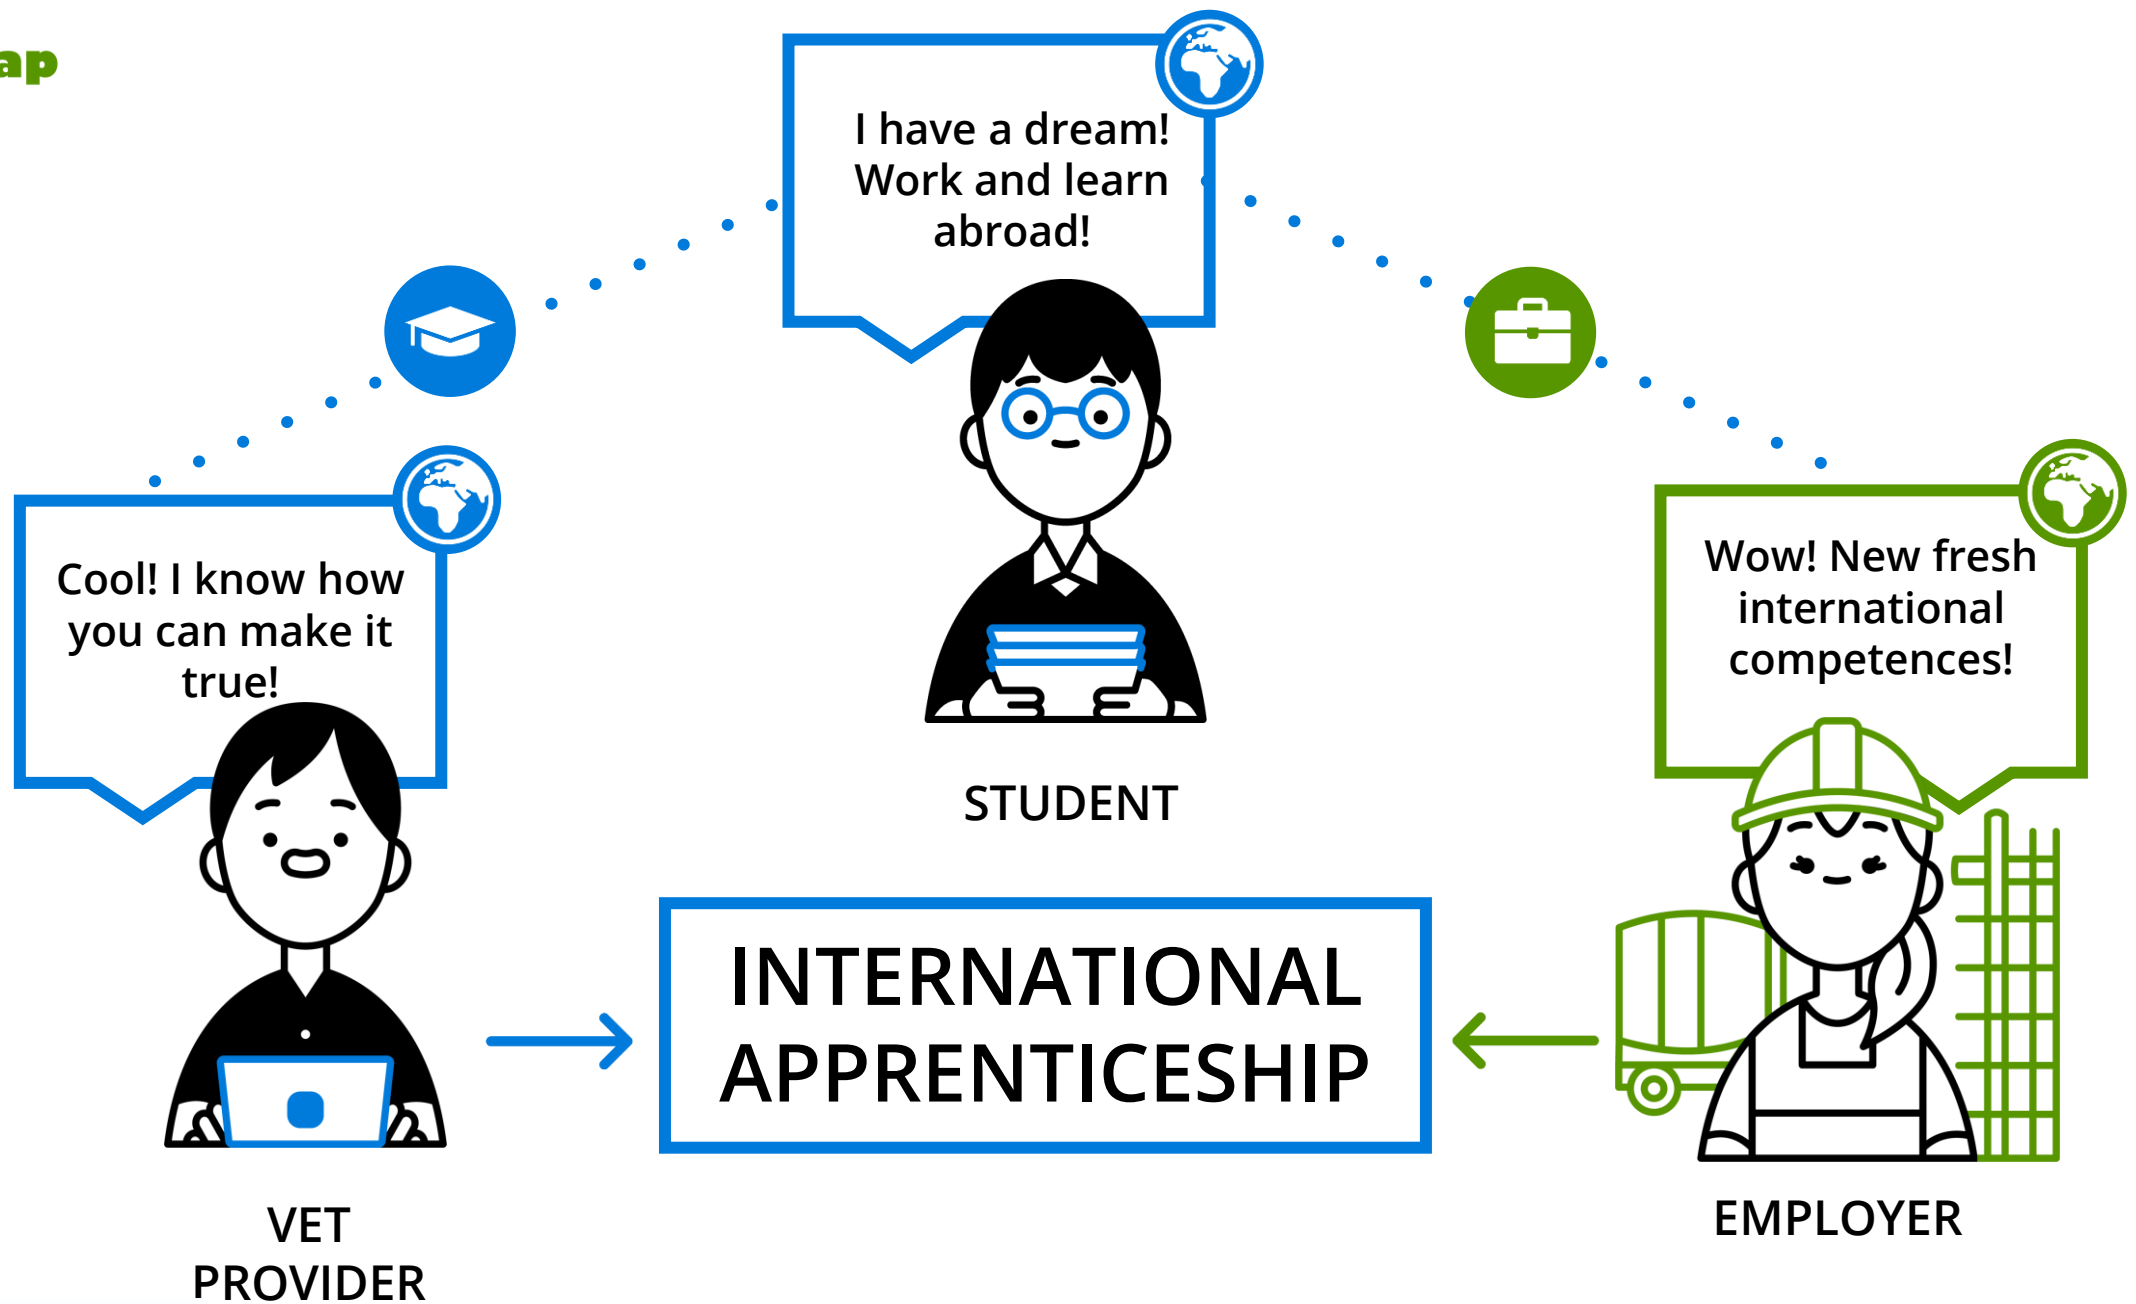 ap
I have a dream!
Work and learn
abroad!
Cool! I know how
you can make it
true!
Wow! New fresh
international
competences!
STUDENT
INTERNATIONAL
APPRENTICESHIP
VET
PROVIDER
EMPLOYER